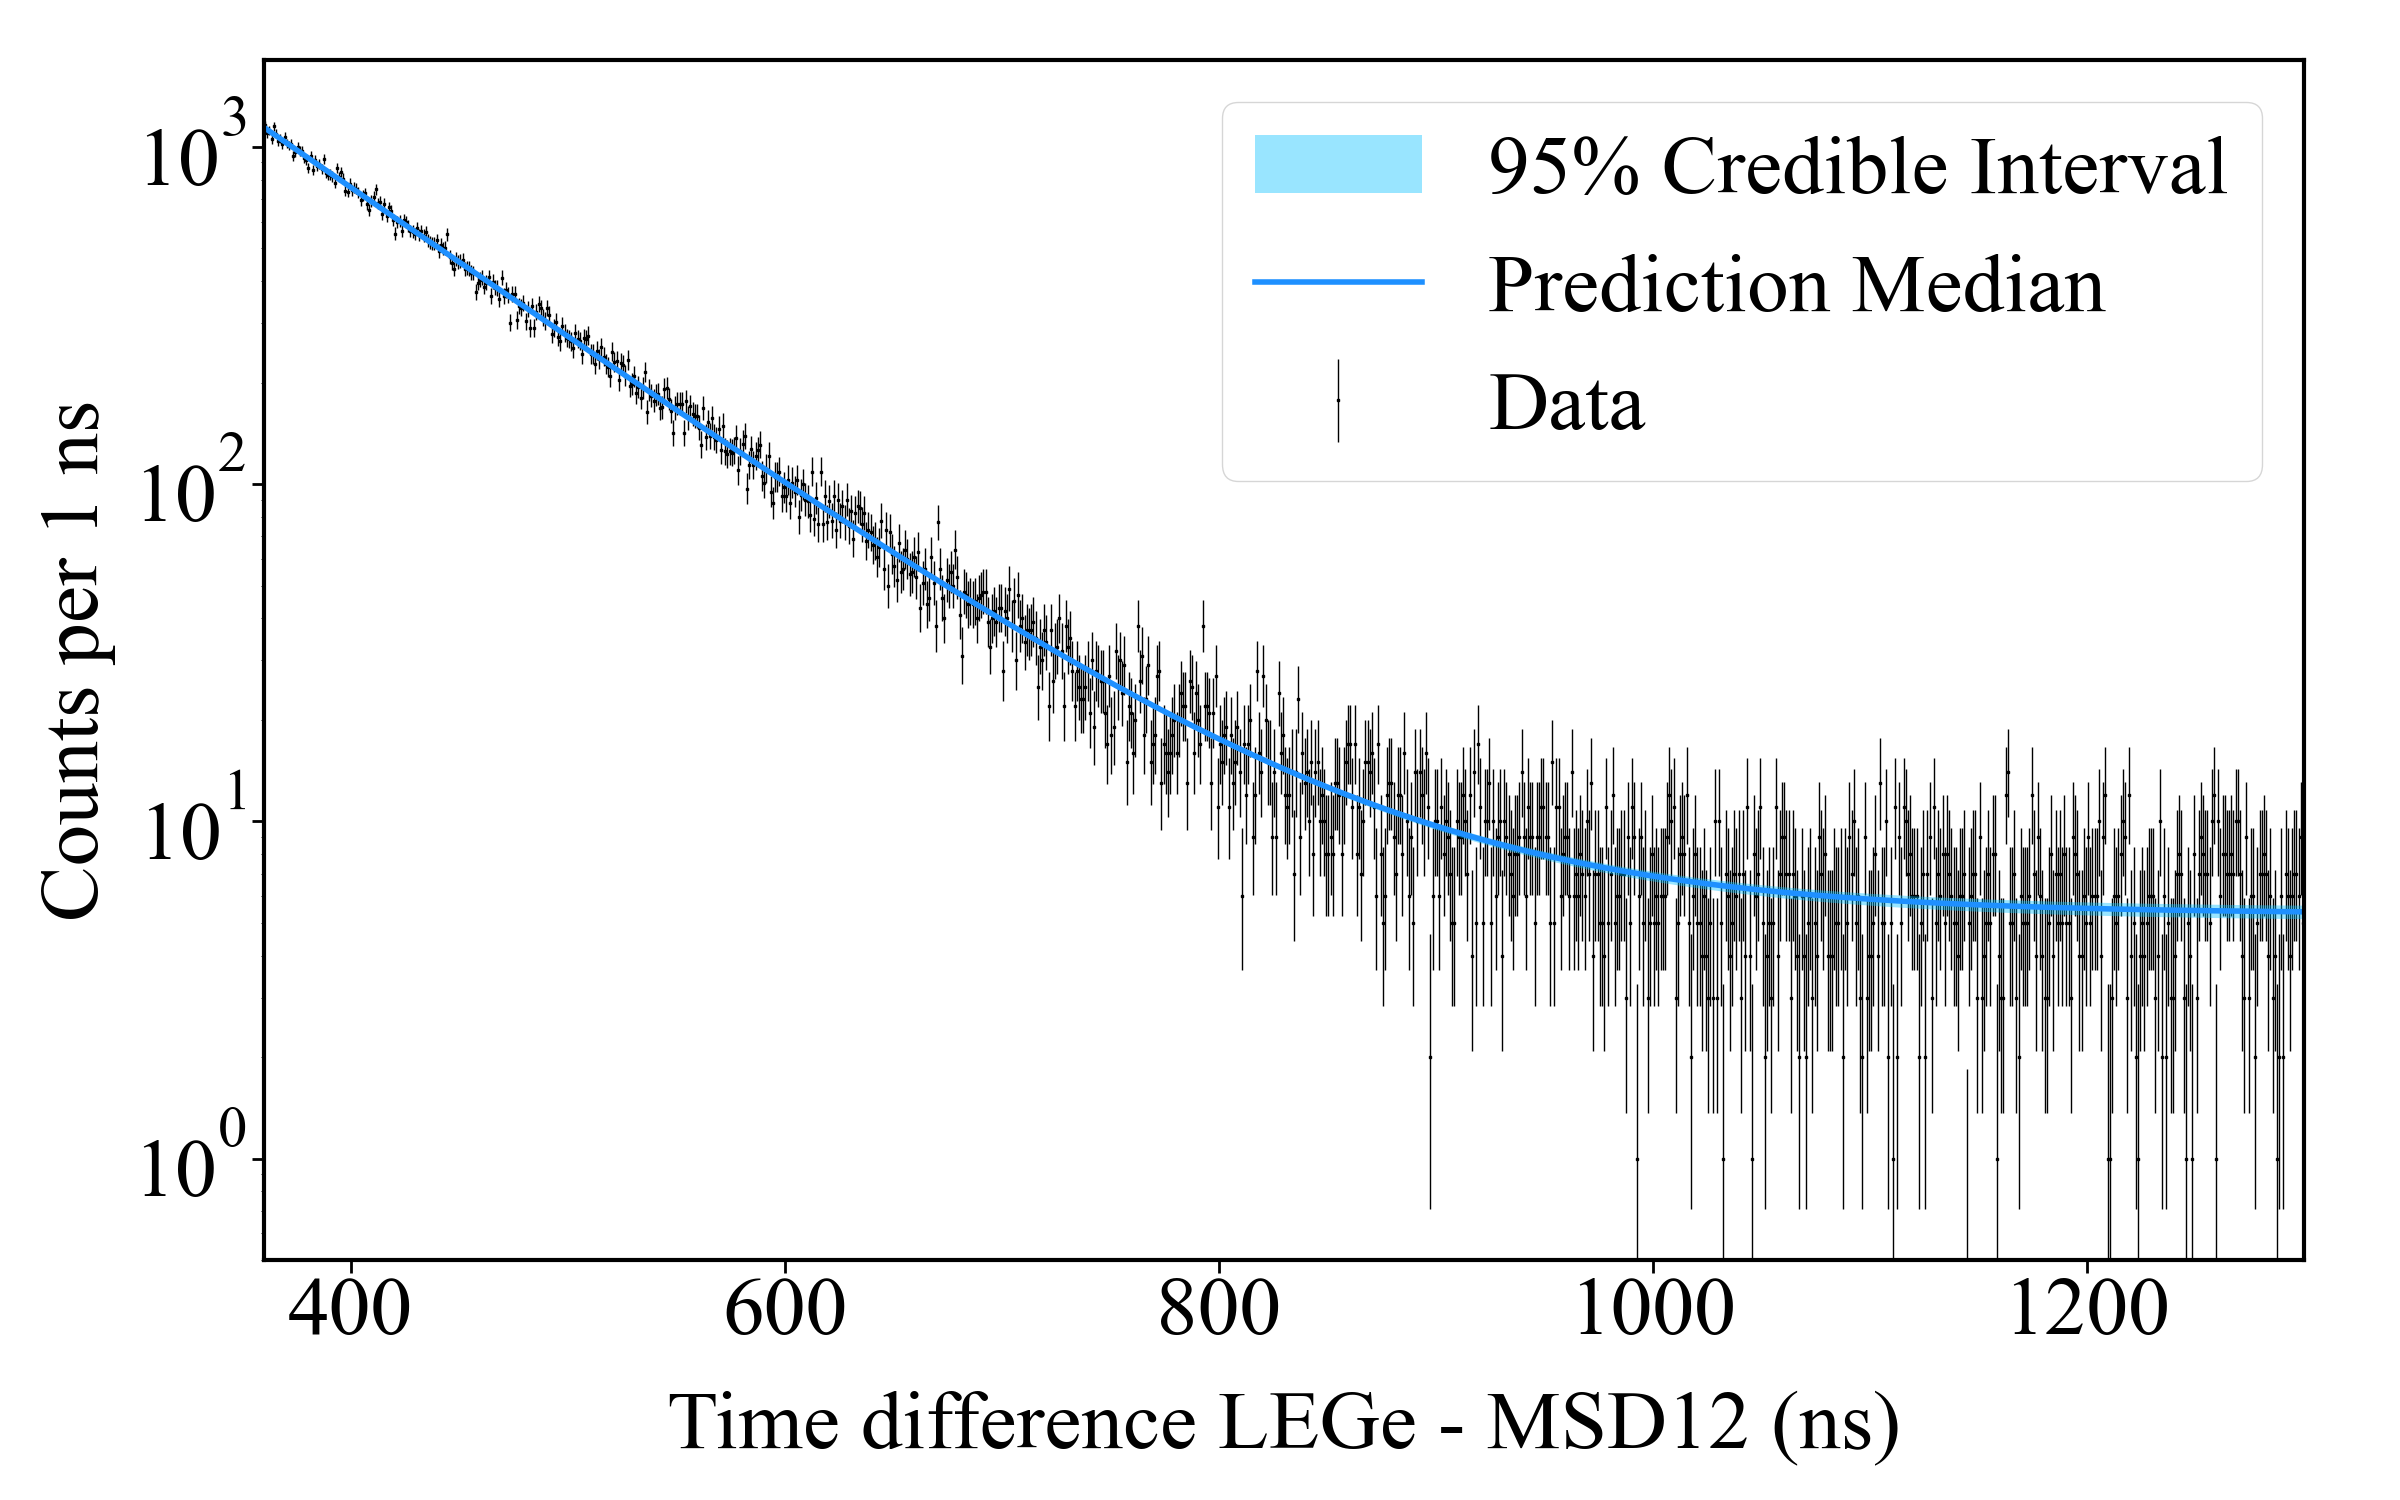 95% Credible Interval
Prediction Median
Data
Counts per 1 ns
10^3
10^2
10^1
10^0
400 600 800 1000 1200
Time difference LEGe - MSD12 (ns)